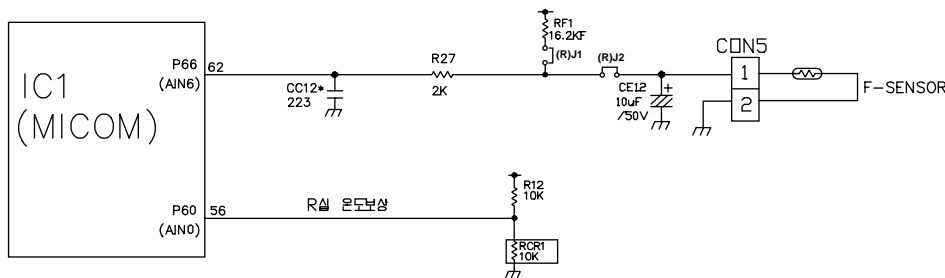 RF1
16.2KF
(R)J1
(R)J2
R27
2K
P66
62
(AIN6)
IC1
(MICOM)
CC12*
223
CE12
10uF
/50V
+
CON5
1
2
F-SENSOR
R12
10K
P60
56
(AIN0)
R실 온도보상
RCR1
10K